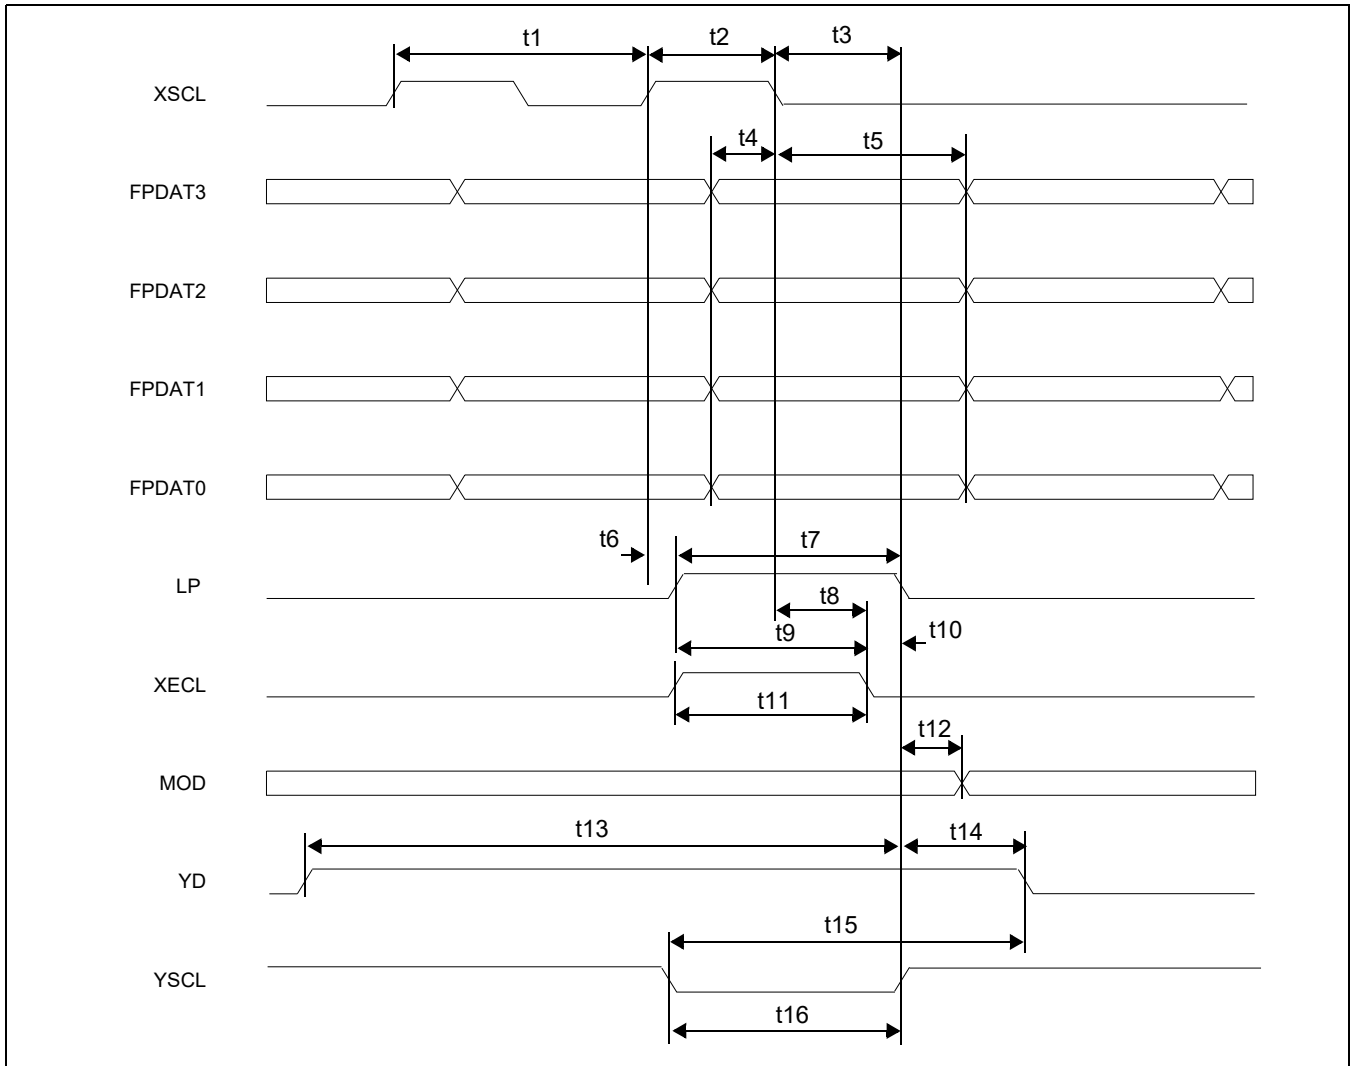 t1 t2 t3
XSCL
t4 t5
FPDAT3
FPDAT2
FPDAT1
FPDAT0
t6 t7
LP
t8
t9 t10
XECL
t11
t12
MOD
t13 t14
YD
t15
YSCL
t16